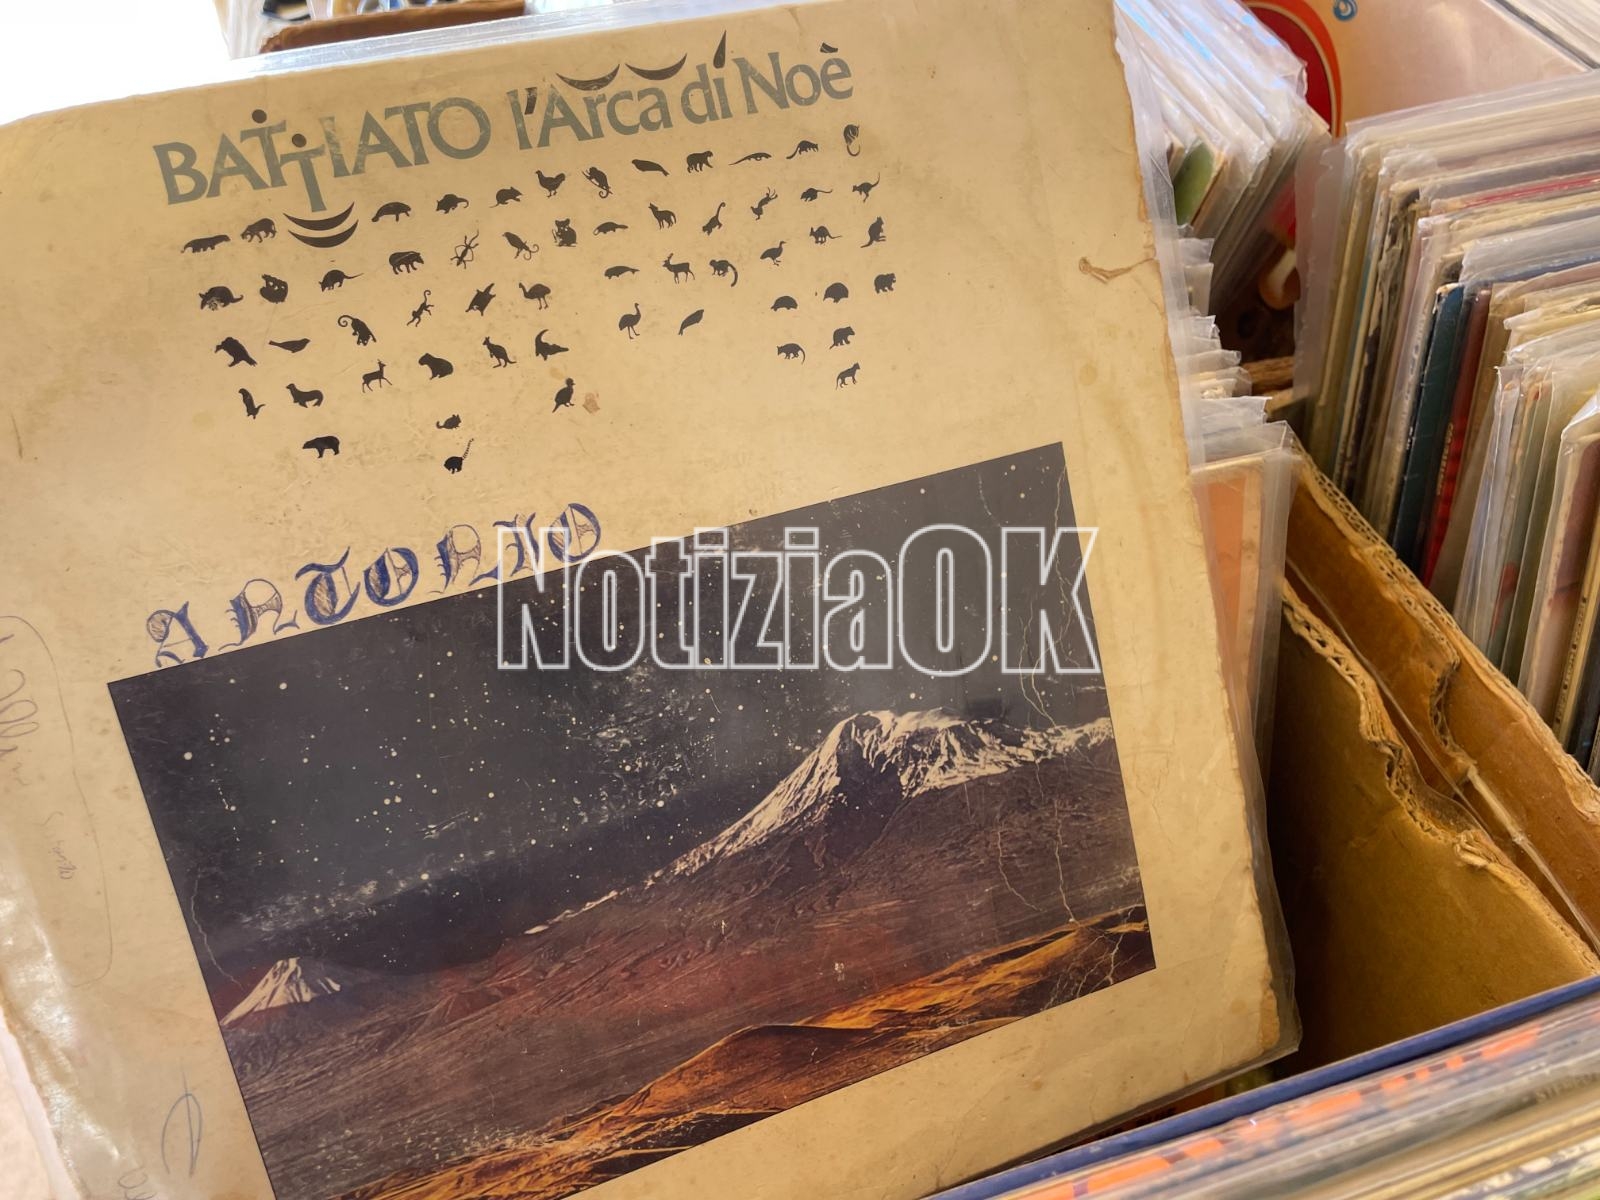 BATTIATO l'Arca di Noè
ANTONIO
NotiziaOK